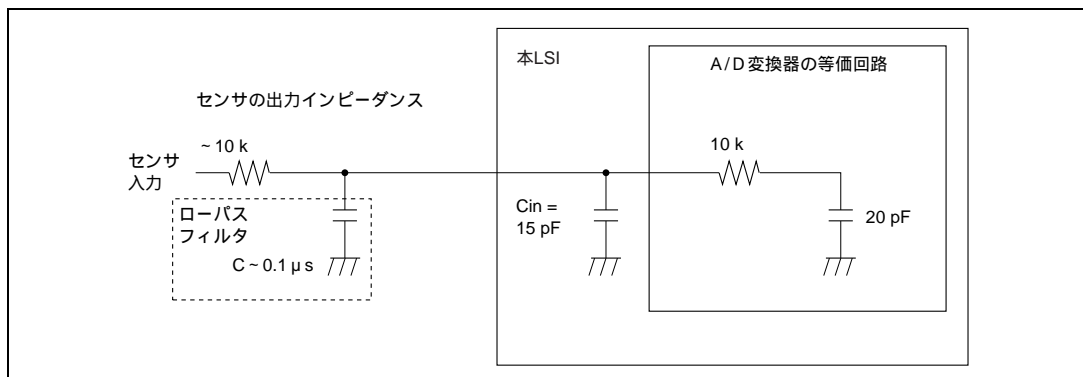 本LSI
A/D変換器の等価回路
センサの出力インピーダンス
センサ
入力
~10 k
10 k
ローパス
フィルタ
C ~ 0.1 μs
Cin =
15 pF
20 pF